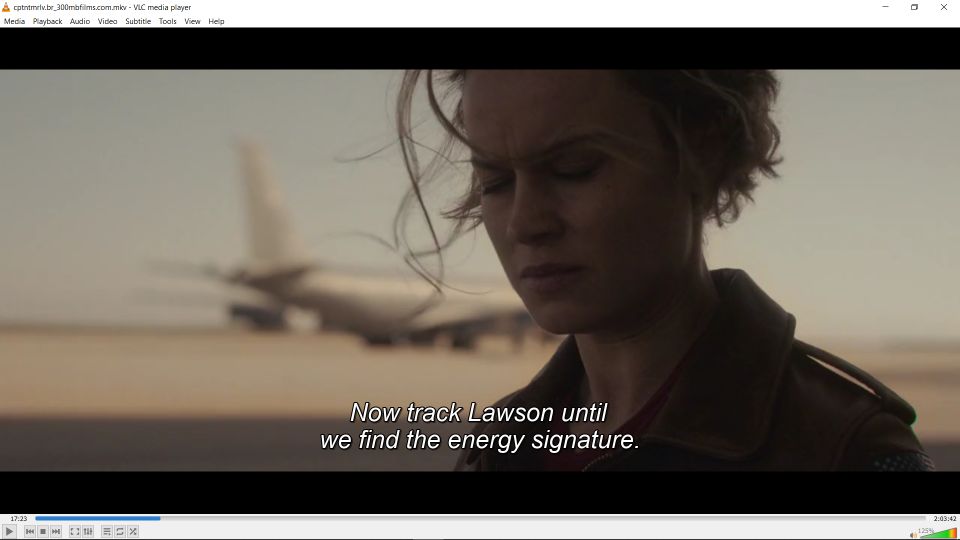 cptntmrlv.br_300mbfilms.com.mkv - VLC media player
Media Playback Audio Video Subtitle Tools View Help
Now track Lawson until
we find the energy signature.
17:23
2:03:42
125%